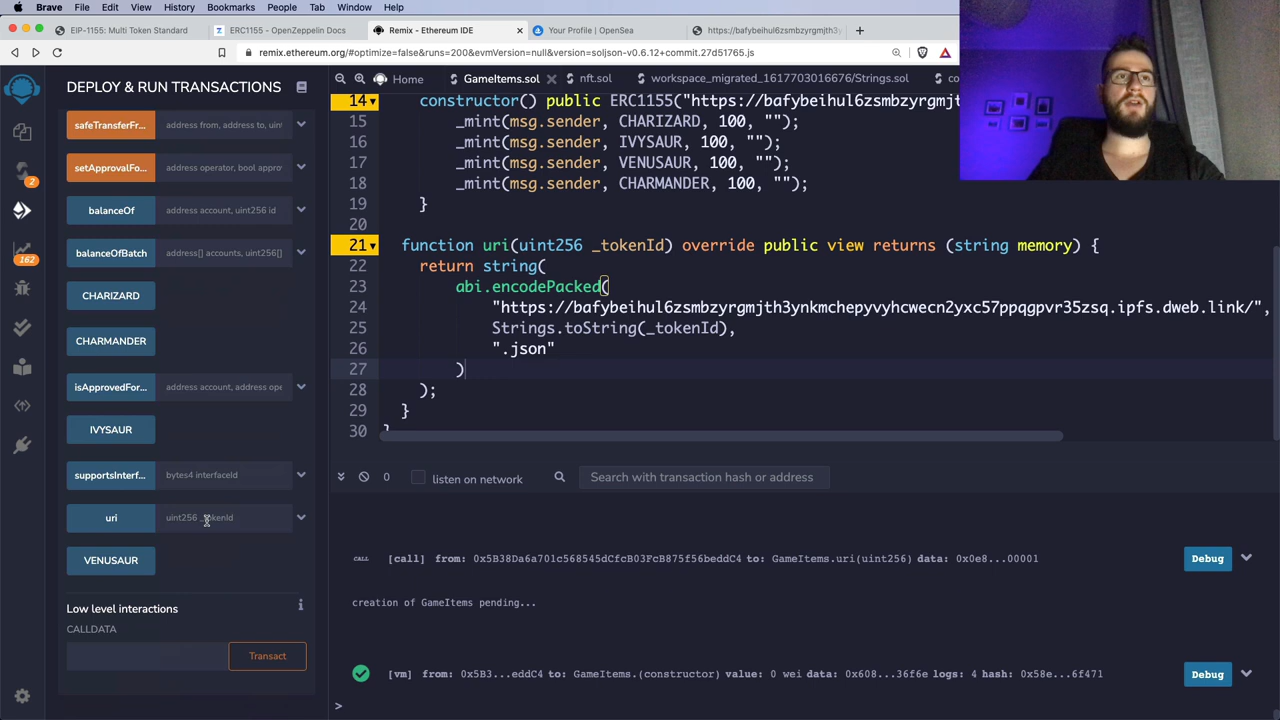 Brave File Edit View History Bookmarks People Tab Window Help
EIP-1155: Multi Token Standard
ERC1155 - OpenZeppelin Docs
Remix - Ethereum IDE
Your Profile | OpenSea
https://bafybeihul6zsmbzyrgmjth3y
remix.ethereum.org/#optimize=false&runs=200&evmVersion=null&version=soljson-v0.6.12+commit.27d51765.js
DEPLOY & RUN TRANSACTIONS
Home
GameItems.sol
nft.sol
workspace_migrated_1617703016676/Strings.sol
co
2
162
safeTransferFr... address from, address to, uin
setApprovalFo... address operator, bool appro
balanceOf address account, uint256 id
balanceOfBatch address[] accounts, uint256[]
CHARIZARD
CHARMANDER
isApprovedFor... address account, address ope
IVYSAUR
supportsInterf... bytes4 interfaceId
uri uint256 _tokenId
VENUSAUR
Low level interactions
CALLDATA
Transact
14 constructor() public ERC1155("https://bafybeihul6zsmbzyrgmjt
15 _mint(msg.sender, CHARIZARD, 100, "");
16 _mint(msg.sender, IVYSAUR, 100, "");
17 _mint(msg.sender, VENUSAUR, 100, "");
18 _mint(msg.sender, CHARMANDER, 100, "");
19 }
20
21 function uri(uint256 _tokenId) override public view returns (string memory) {
22 return string(
23 abi.encodePacked(
24 "https://bafybeihul6zsmbzyrgmjth3ynkmchepyvyhcwecn2yxc57ppqgpvr35zsq.ipfs.dweb.link/",
25 Strings.toString(_tokenId),
26 ".json"
27 )
28 );
29 }
30 }
0
listen on network
Search with transaction hash or address
CALL [call] from: 0x5B38Da6a701c568545dCfcB03FcB875f56beddC4 to: GameItems.uri(uint256) data: 0x0e8...00001
Debug
creation of GameItems pending...
[vm] from: 0x5B3...eddC4 to: GameItems.(constructor) value: 0 wei data: 0x608...36f6e logs: 4 hash: 0x58e...6f471
Debug
>